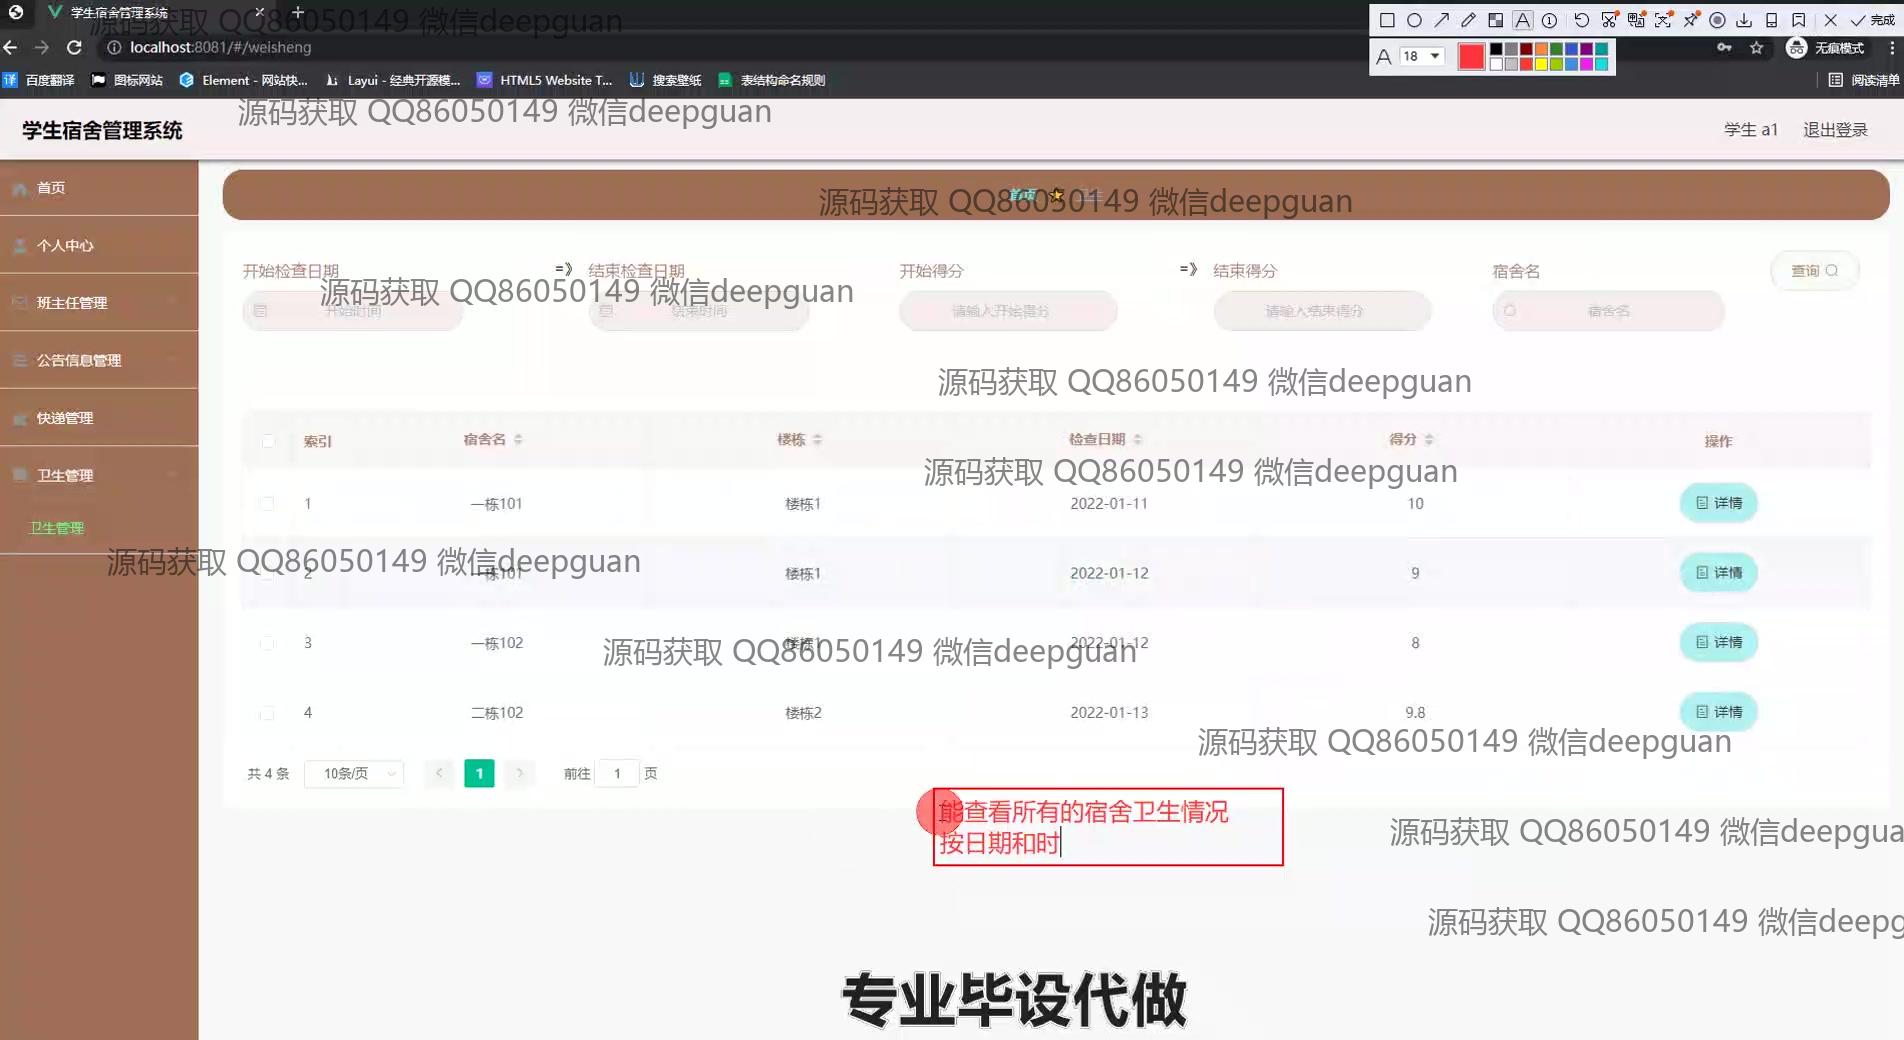 学生宿舍管理系统
源码获取 QQ86050149 微信deepguan
localhost:8081/#/weisheng
A 18
完成
无痕模式
百度翻译 图标网站 Element - 网站快... Layui - 经典开源模... HTML5 Website T... 搜索壁纸 表结构命名规则
阅读清单
源码获取 QQ86050149 微信deepguan
学生宿舍管理系统
学生 a1 退出登录
首页
源码获取 QQ86050149 微信deepguan
首页 卫生
个人中心
开始检查日期 =》 结束检查日期 开始得分 =》 结束得分 宿舍名 查询
源码获取 QQ86050149 微信deepguan
班主任管理
开始时间 结束时间 请输入开始得分 请输入结束得分 宿舍名
公告信息管理
源码获取 QQ86050149 微信deepguan
快递管理
索引 宿舍名 楼栋 检查日期 得分 操作
源码获取 QQ86050149 微信deepguan
卫生管理
1 一栋101 楼栋1 2022-01-11 10 详情
卫生管理
源码获取 QQ86050149 微信deepguan
2 一栋101 楼栋1 2022-01-12 9 详情
3 一栋102 楼栋1 2022-01-12 8 详情
源码获取 QQ86050149 微信deepguan
4 二栋102 楼栋2 2022-01-13 9.8 详情
源码获取 QQ86050149 微信deepguan
共 4 条 10条/页 1 前往 1 页
能查看所有的宿舍卫生情况
按日期和时
源码获取 QQ86050149 微信deepgua
源码获取 QQ86050149 微信deepg
专业毕设代做